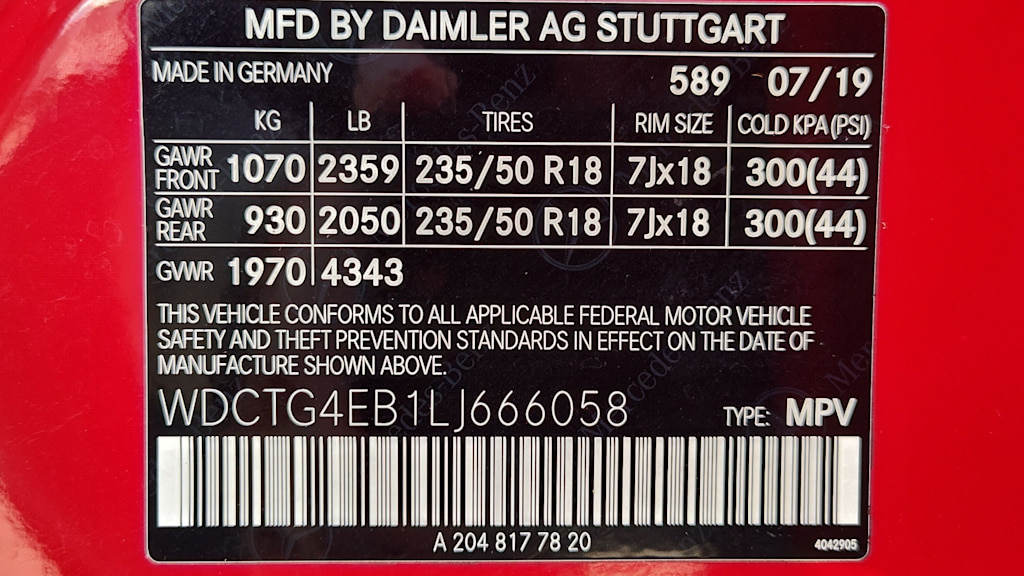 MFD BY DAIMLER AG STUTTGART
MADE IN GERMANY 589 07/19
KG LB TIRES RIM SIZE COLD KPA (PSI)
GAWR FRONT 1070 2359 235/50 R18 7Jx18 300(44)
GAWR REAR 930 2050 235/50 R18 7Jx18 300(44)
GVWR 1970 4343
THIS VEHICLE CONFORMS TO ALL APPLICABLE FEDERAL MOTOR VEHICLE
SAFETY AND THEFT PREVENTION STANDARDS IN EFFECT ON THE DATE OF
MANUFACTURE SHOWN ABOVE.
WDCTG4EB1LJ666058 TYPE: MPV
A 204 817 78 20 4042905